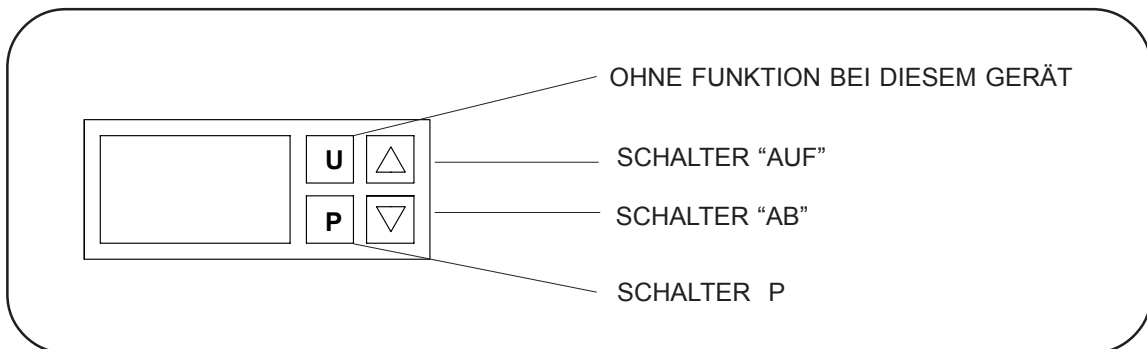 OHNE FUNKTION BEI DIESEM GERÄT
U
SCHALTER “AUF”
P
SCHALTER “AB”
SCHALTER P